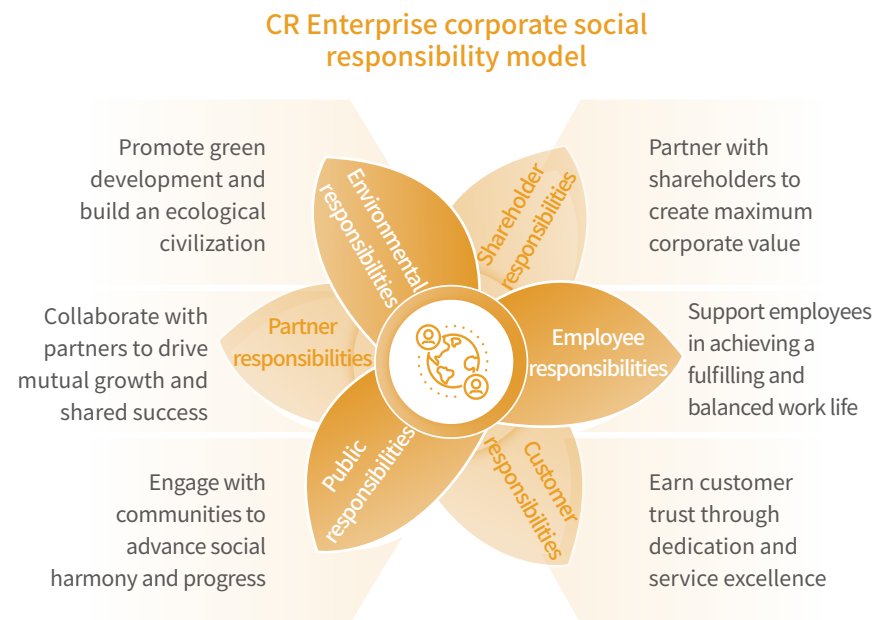 CR Enterprise corporate social
responsibility model
Promote green
development and
build an ecological
civilization
Environmental
responsibilities
Shareholder
responsibilities
Partner with
shareholders to
create maximum
corporate value
Collaborate with
partners to drive
mutual growth and
shared success
Partner
responsibilities
Employee
responsibilities
Support employees
in achieving a
fulfilling and
balanced work life
Engage with
communities to
advance social
harmony and progress
Public
responsibilities
Customer
responsibilities
Earn customer
trust through
dedication and
service excellence